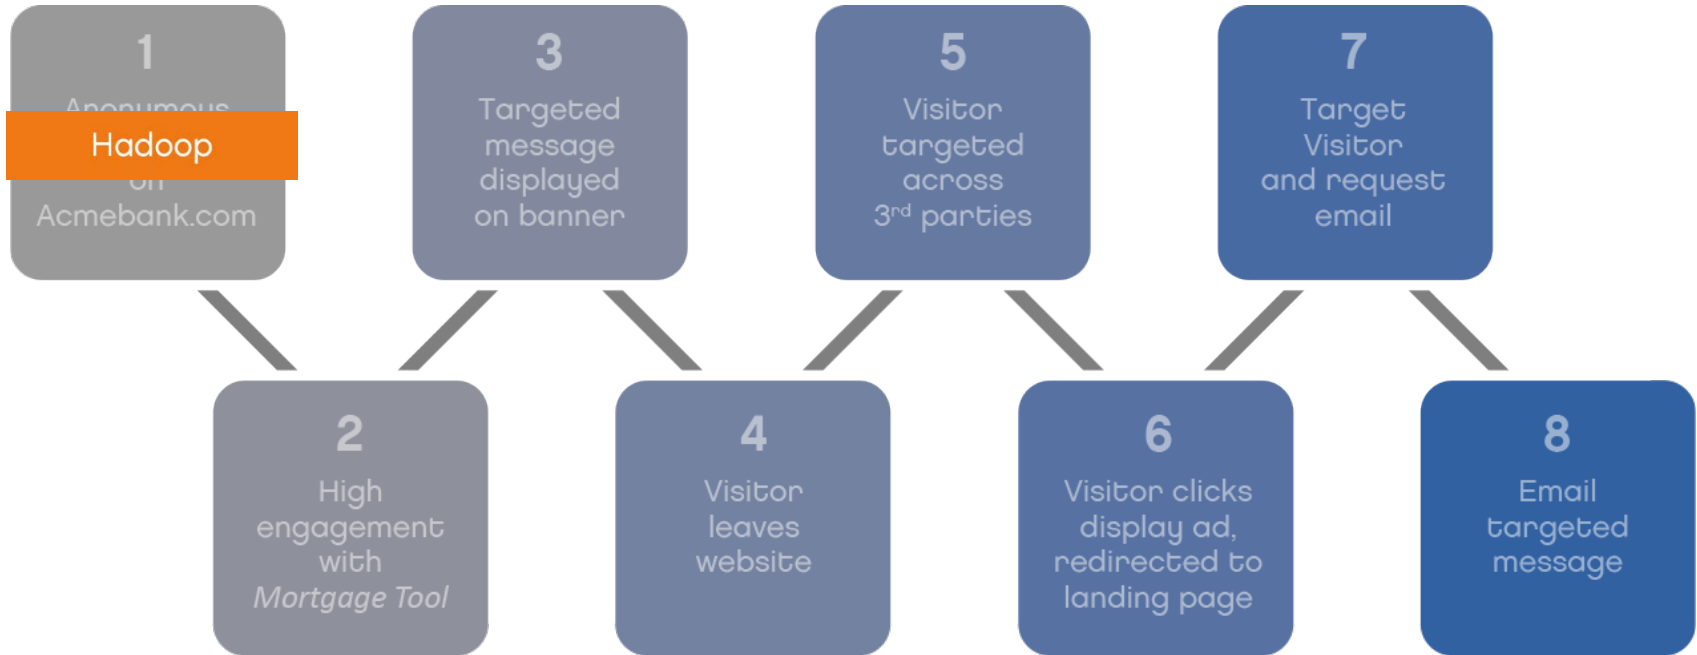 1
Anonymous
Hadoop
on
Acmebank.com
2
High
engagement
with
Mortgage Tool
3
Targeted
message
displayed
on banner
4
Visitor
leaves
website
5
Visitor
targeted
across
3rd parties
6
Visitor clicks
display ad,
redirected to
landing page
7
Target
Visitor
and request
email
8
Email
targeted
message